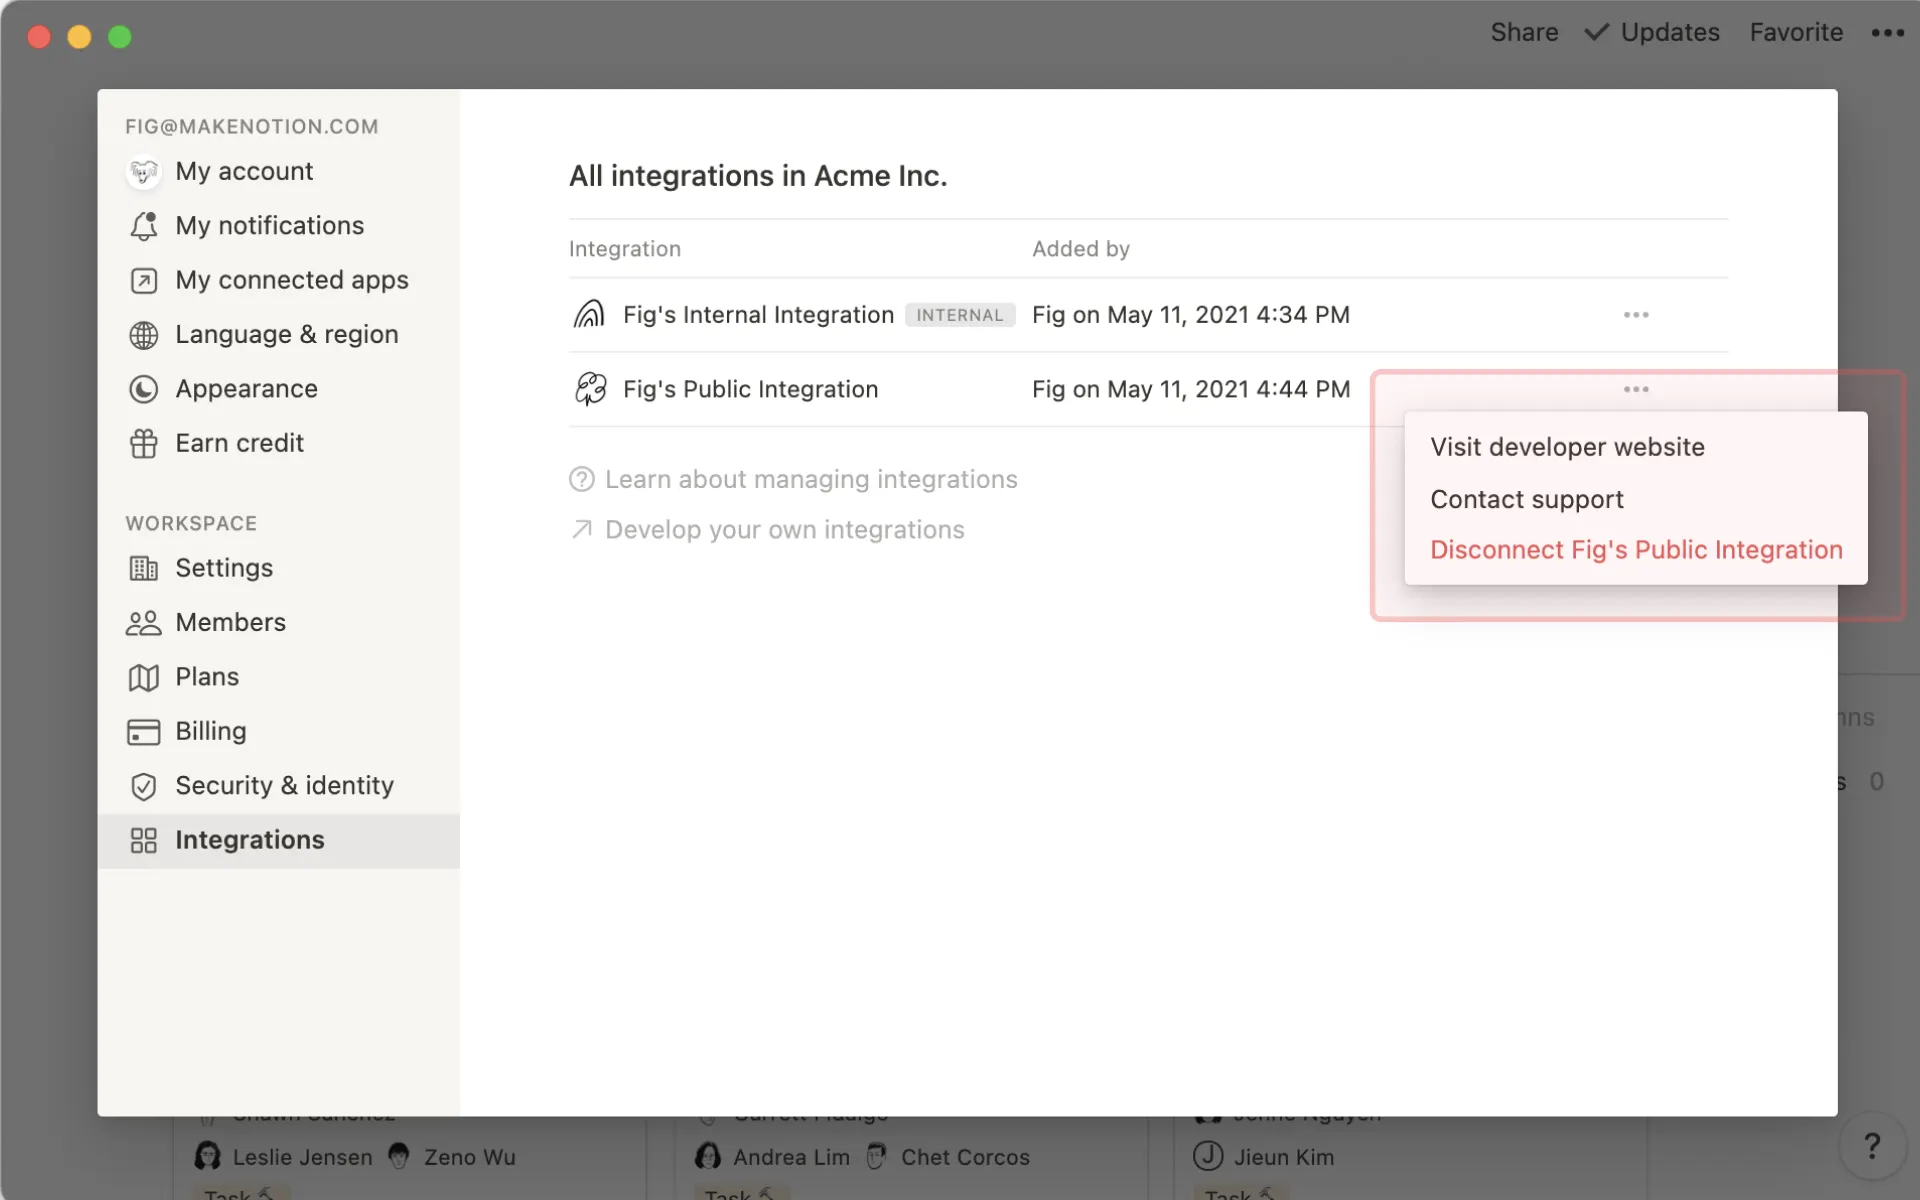 Share Updates Favorite
FIG@MAKENOTION.COM
My account
My notifications
My connected apps
Language & region
Appearance
Earn credit
WORKSPACE
Settings
Members
Plans
Billing
Security & identity
Integrations
All integrations in Acme Inc.
Integration Added by
Fig's Internal Integration INTERNAL Fig on May 11, 2021 4:34 PM
Fig's Public Integration Fig on May 11, 2021 4:44 PM
Visit developer website
Contact support
Disconnect Fig's Public Integration
Learn about managing integrations
Develop your own integrations
0
Leslie Jensen Zeno Wu Andrea Lim Chet Corcos J Jieun Kim
Task Task Task
?